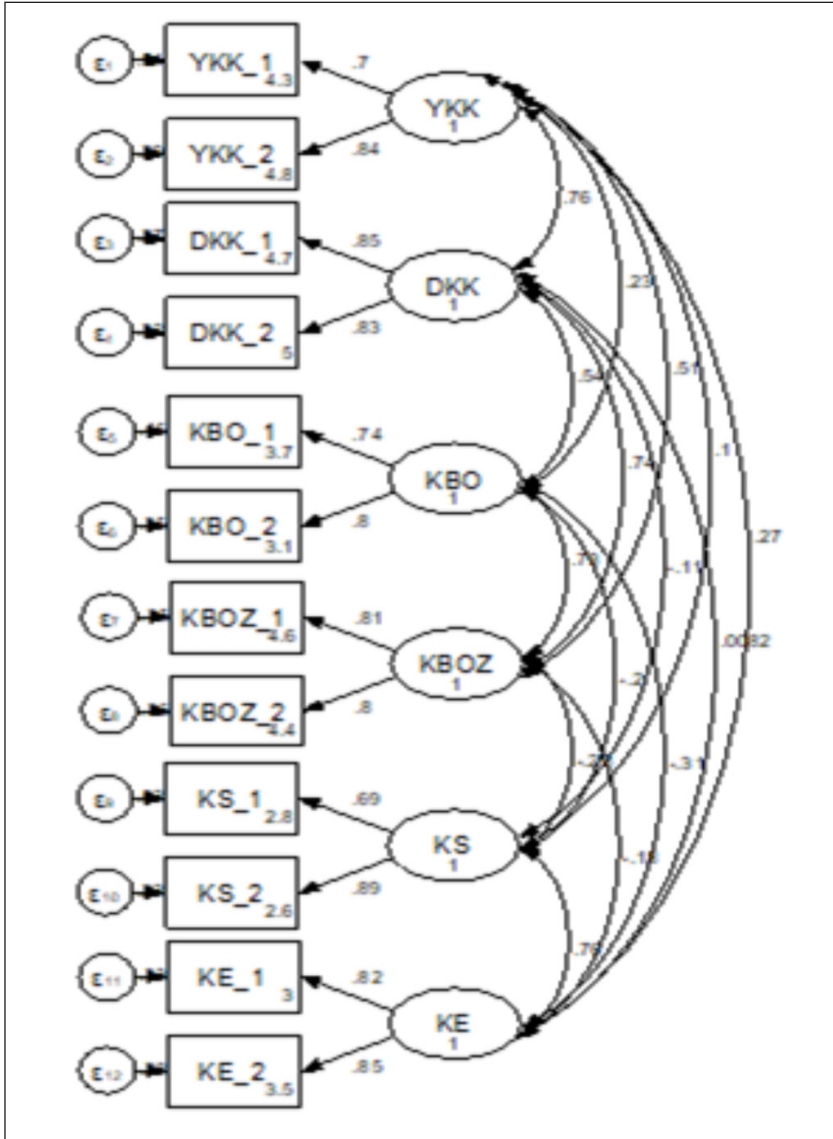 ε1 YKK_1 4.3 .7
YKK 1
ε2 YKK_2 4.8 .84
.76
ε3 DKK_1 4.7 .85
DKK 1 .23
ε4 DKK_2 5 .83
.54 .51
ε5 KBO_1 3.7 .74
.74 .1
KBO 1
ε6 KBO_2 3.1 .8
.27
-.11
ε7 KBOZ_1 4.6 .81
.0082
KBOZ 1
-.2
ε8 KBOZ_2 4.4 .8
-.31
ε9 KS_1 2.8 .69
KS 1
-.18
ε10 KS_2 2.6 .89
ε11 KE_1 3 .82
KE 1
ε12 KE_2 3.5 .85